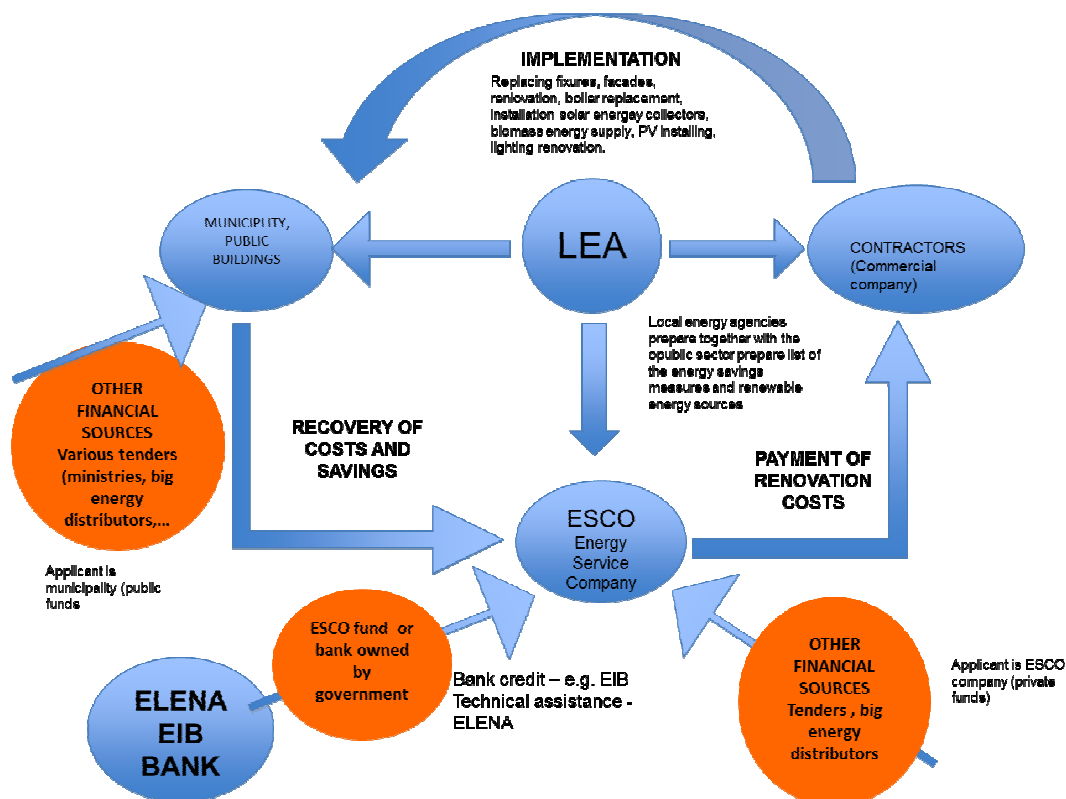 IMPLEMENTATION
Replacing fixures, facades,
reniovation, boiler replacement,
installation solar energey collectors,
biomass energy supply, PV installing,
lighting renovation.
MUNICIPLITY,
PUBLIC
BUILDINGS
LEA
CONTRACTORS
(Commercial
company)
Local energy agencies
prepare together with the
opublic sector prepare list of
the energy savings
measures and renewable
energy sources
OTHER
FINANCIAL
SOURCES
Various tenders
(ministries, big
energy
distributors,...
RECOVERY OF
COSTS AND
SAVINGS
PAYMENT OF
RENOVATION
COSTS
ESCO
Energy
Service
Company
Applicant is
municipality (public
funds
ESCO fund or
bank owned
by
government
ELENA
EIB
BANK
Bank credit – e.g. EIB
Technical assistance -
ELENA
OTHER
FINANCIAL
SOURCES
Tenders , big
energy
distributors
Applicant is ESCO
company (private
funds)